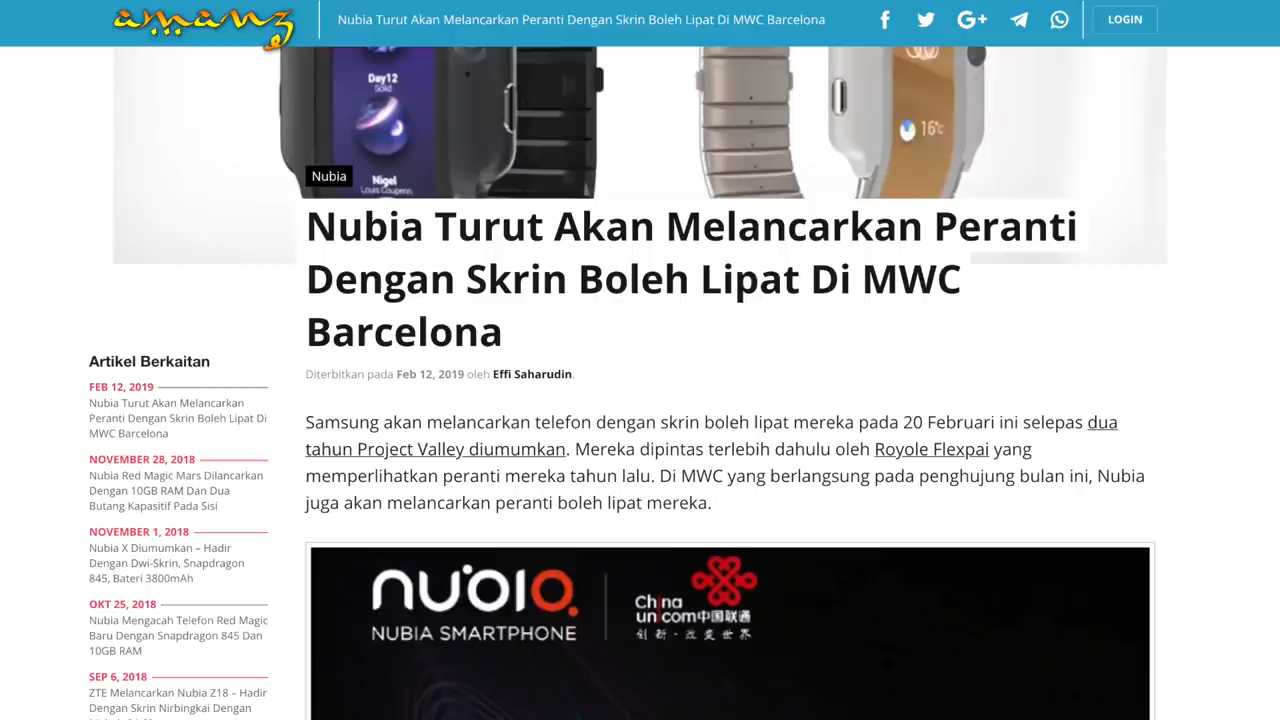 amanz
Nubia Turut Akan Melancarkan Peranti Dengan Skrin Boleh Lipat Di MWC Barcelona
LOGIN
Day12
Solid
Nigel
Louis Couperin
16°c
Nubia
Nubia Turut Akan Melancarkan Peranti
Dengan Skrin Boleh Lipat Di MWC
Barcelona
Diterbitkan pada Feb 12, 2019 oleh Effi Saharudin.
Samsung akan melancarkan telefon dengan skrin boleh lipat mereka pada 20 Februari ini selepas dua
tahun Project Valley diumumkan. Mereka dipintas terlebih dahulu oleh Royole Flexpai yang
memperlihatkan peranti mereka tahun lalu. Di MWC yang berlangsung pada penghujung bulan ini, Nubia
juga akan melancarkan peranti boleh lipat mereka.
Artikel Berkaitan
FEB 12, 2019
Nubia Turut Akan Melancarkan
Peranti Dengan Skrin Boleh Lipat Di
MWC Barcelona
NOVEMBER 28, 2018
Nubia Red Magic Mars Dilancarkan
Dengan 10GB RAM Dan Dua
Butang Kapasitif Pada Sisi
NOVEMBER 1, 2018
Nubia X Diumumkan – Hadir
Dengan Dwi-Skrin, Snapdragon
845, Bateri 3800mAh
OKT 25, 2018
Nubia Mengacah Telefon Red Magic
Baru Dengan Snapdragon 845 Dan
10GB RAM
SEP 6, 2018
ZTE Melancarkan Nubia Z18 – Hadir
Dengan Skrin Nirbingkai Dengan
nubia
NUBIA SMARTPHONE
China
unicom中国联通
创新·改变世界